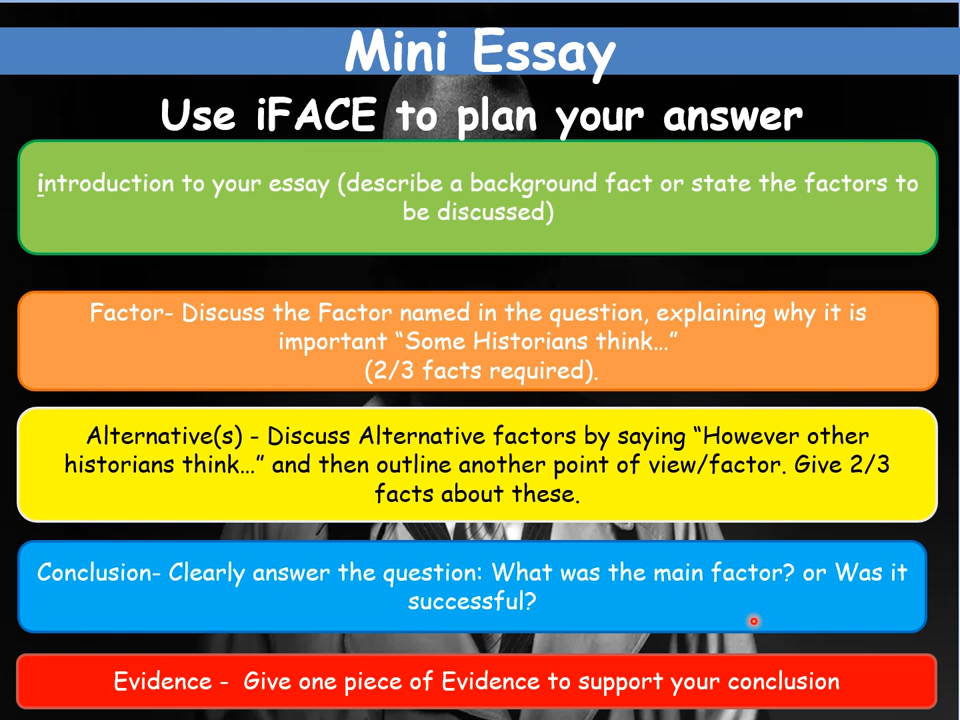 Mini Essay
Use iFACE to plan your answer
introduction to your essay (describe a background fact or state the factors to
be discussed)
Factor- Discuss the Factor named in the question, explaining why it is
important “Some Historians think…”
(2/3 facts required).
Alternative(s) - Discuss Alternative factors by saying “However other
historians think…” and then outline another point of view/factor. Give 2/3
facts about these.
Conclusion- Clearly answer the question: What was the main factor? or Was it
successful?
Evidence - Give one piece of Evidence to support your conclusion